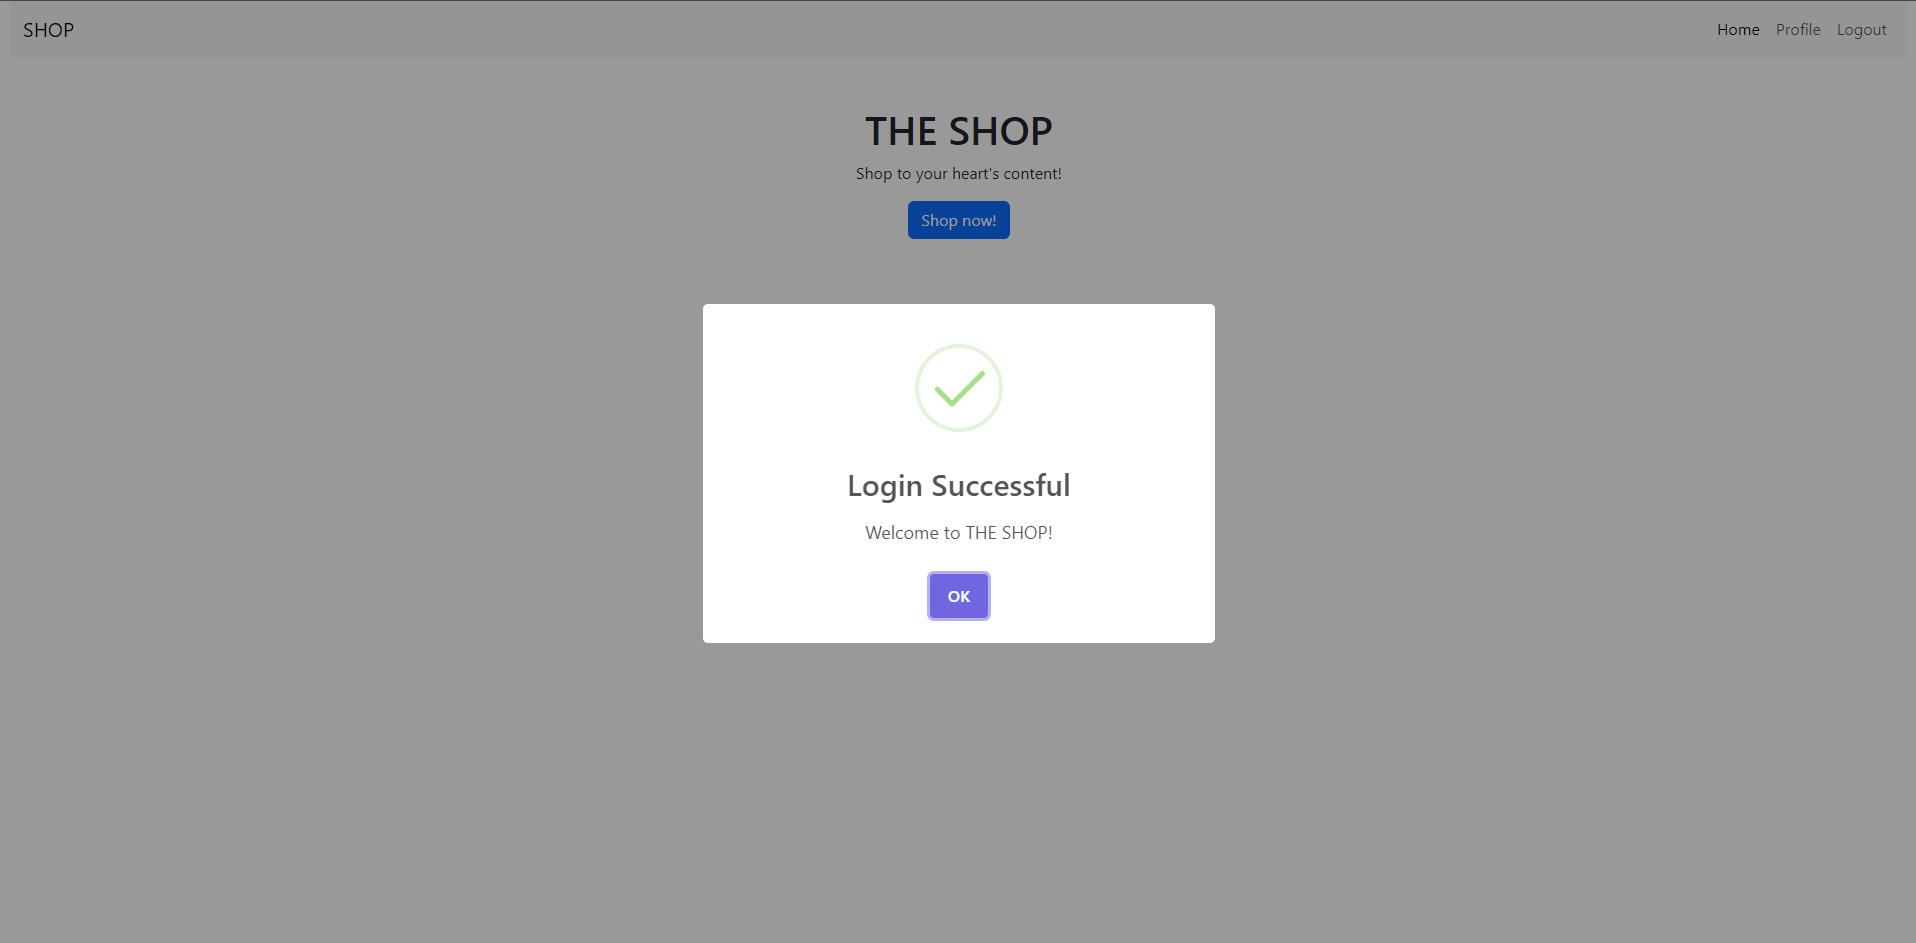 SHOP
Home Profile Logout
THE SHOP
Shop to your heart's content!
Shop now!
Login Successful
Welcome to THE SHOP!
OK